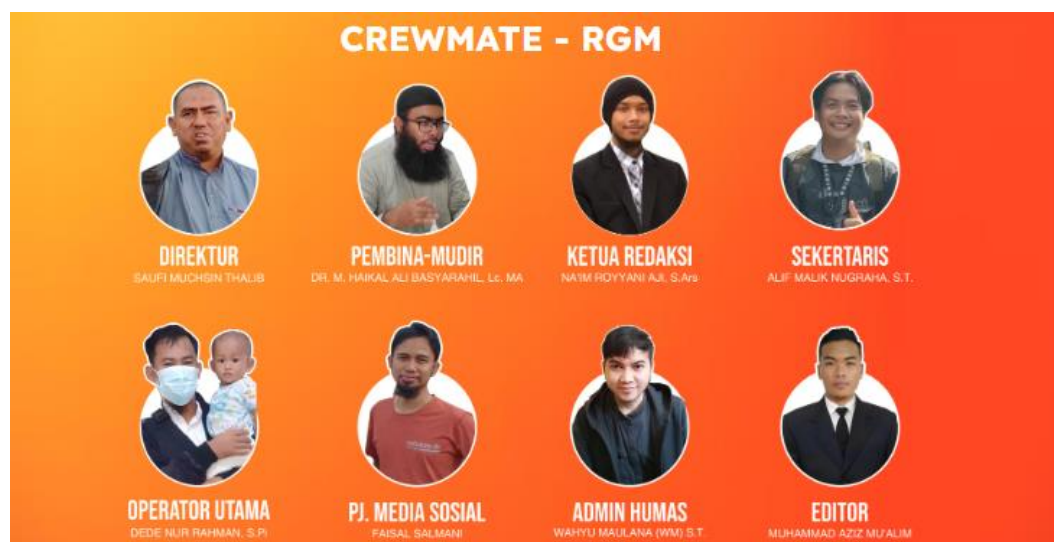 CREWMATE - RGM
DIREKTUR
SAUFI MUCHSIN THALIB
PEMBINA-MUDIR
DR. M. HAIKAL ALI BASYARAHIL, Lc. MA
KETUA REDAKSI
NA'IM ROYYANI AJI, S.Ars
SEKERTARIS
ALIF MALIK NUGRAHA, S.T.
OPERATOR UTAMA
DEDE NUR RAHMAN, S.Pi
PJ. MEDIA SOSIAL
FAISAL SALMANI
ADMIN HUMAS
WAHYU MAULANA (WM) S.T.
EDITOR
MUHAMMAD AZIZ MU'ALIM